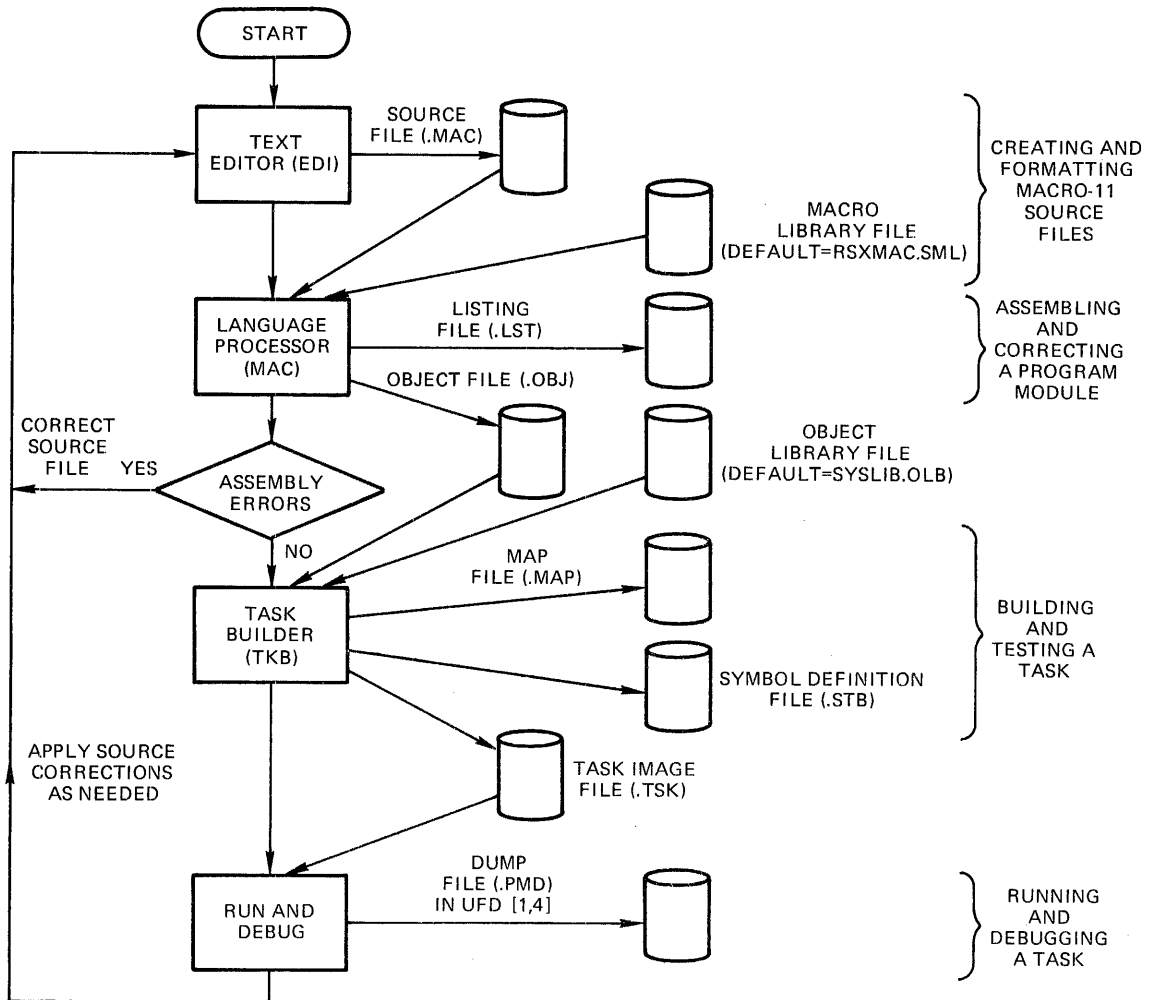 START
TEXT
EDITOR (EDI)
SOURCE
FILE (.MAC)
CREATING AND
FORMATTING
MACRO-11
SOURCE
FILES
MACRO
LIBRARY FILE
(DEFAULT=RSXMAC.SML)
LANGUAGE
PROCESSOR
(MAC)
LISTING
FILE (.LST)
ASSEMBLING
AND
CORRECTING
A PROGRAM
MODULE
OBJECT FILE (.OBJ)
CORRECT
SOURCE
FILE YES
ASSEMBLY
ERRORS
NO
OBJECT
LIBRARY FILE
(DEFAULT=SYSLIB.OLB)
TASK
BUILDER
(TKB)
MAP
FILE (.MAP)
BUILDING
AND
TESTING A
TASK
SYMBOL DEFINITION
FILE (.STB)
APPLY SOURCE
CORRECTIONS
AS NEEDED
TASK IMAGE
FILE (.TSK)
RUN AND
DEBUG
DUMP
FILE (.PMD)
IN UFD [1,4]
RUNNING
AND
DEBUGGING
A TASK